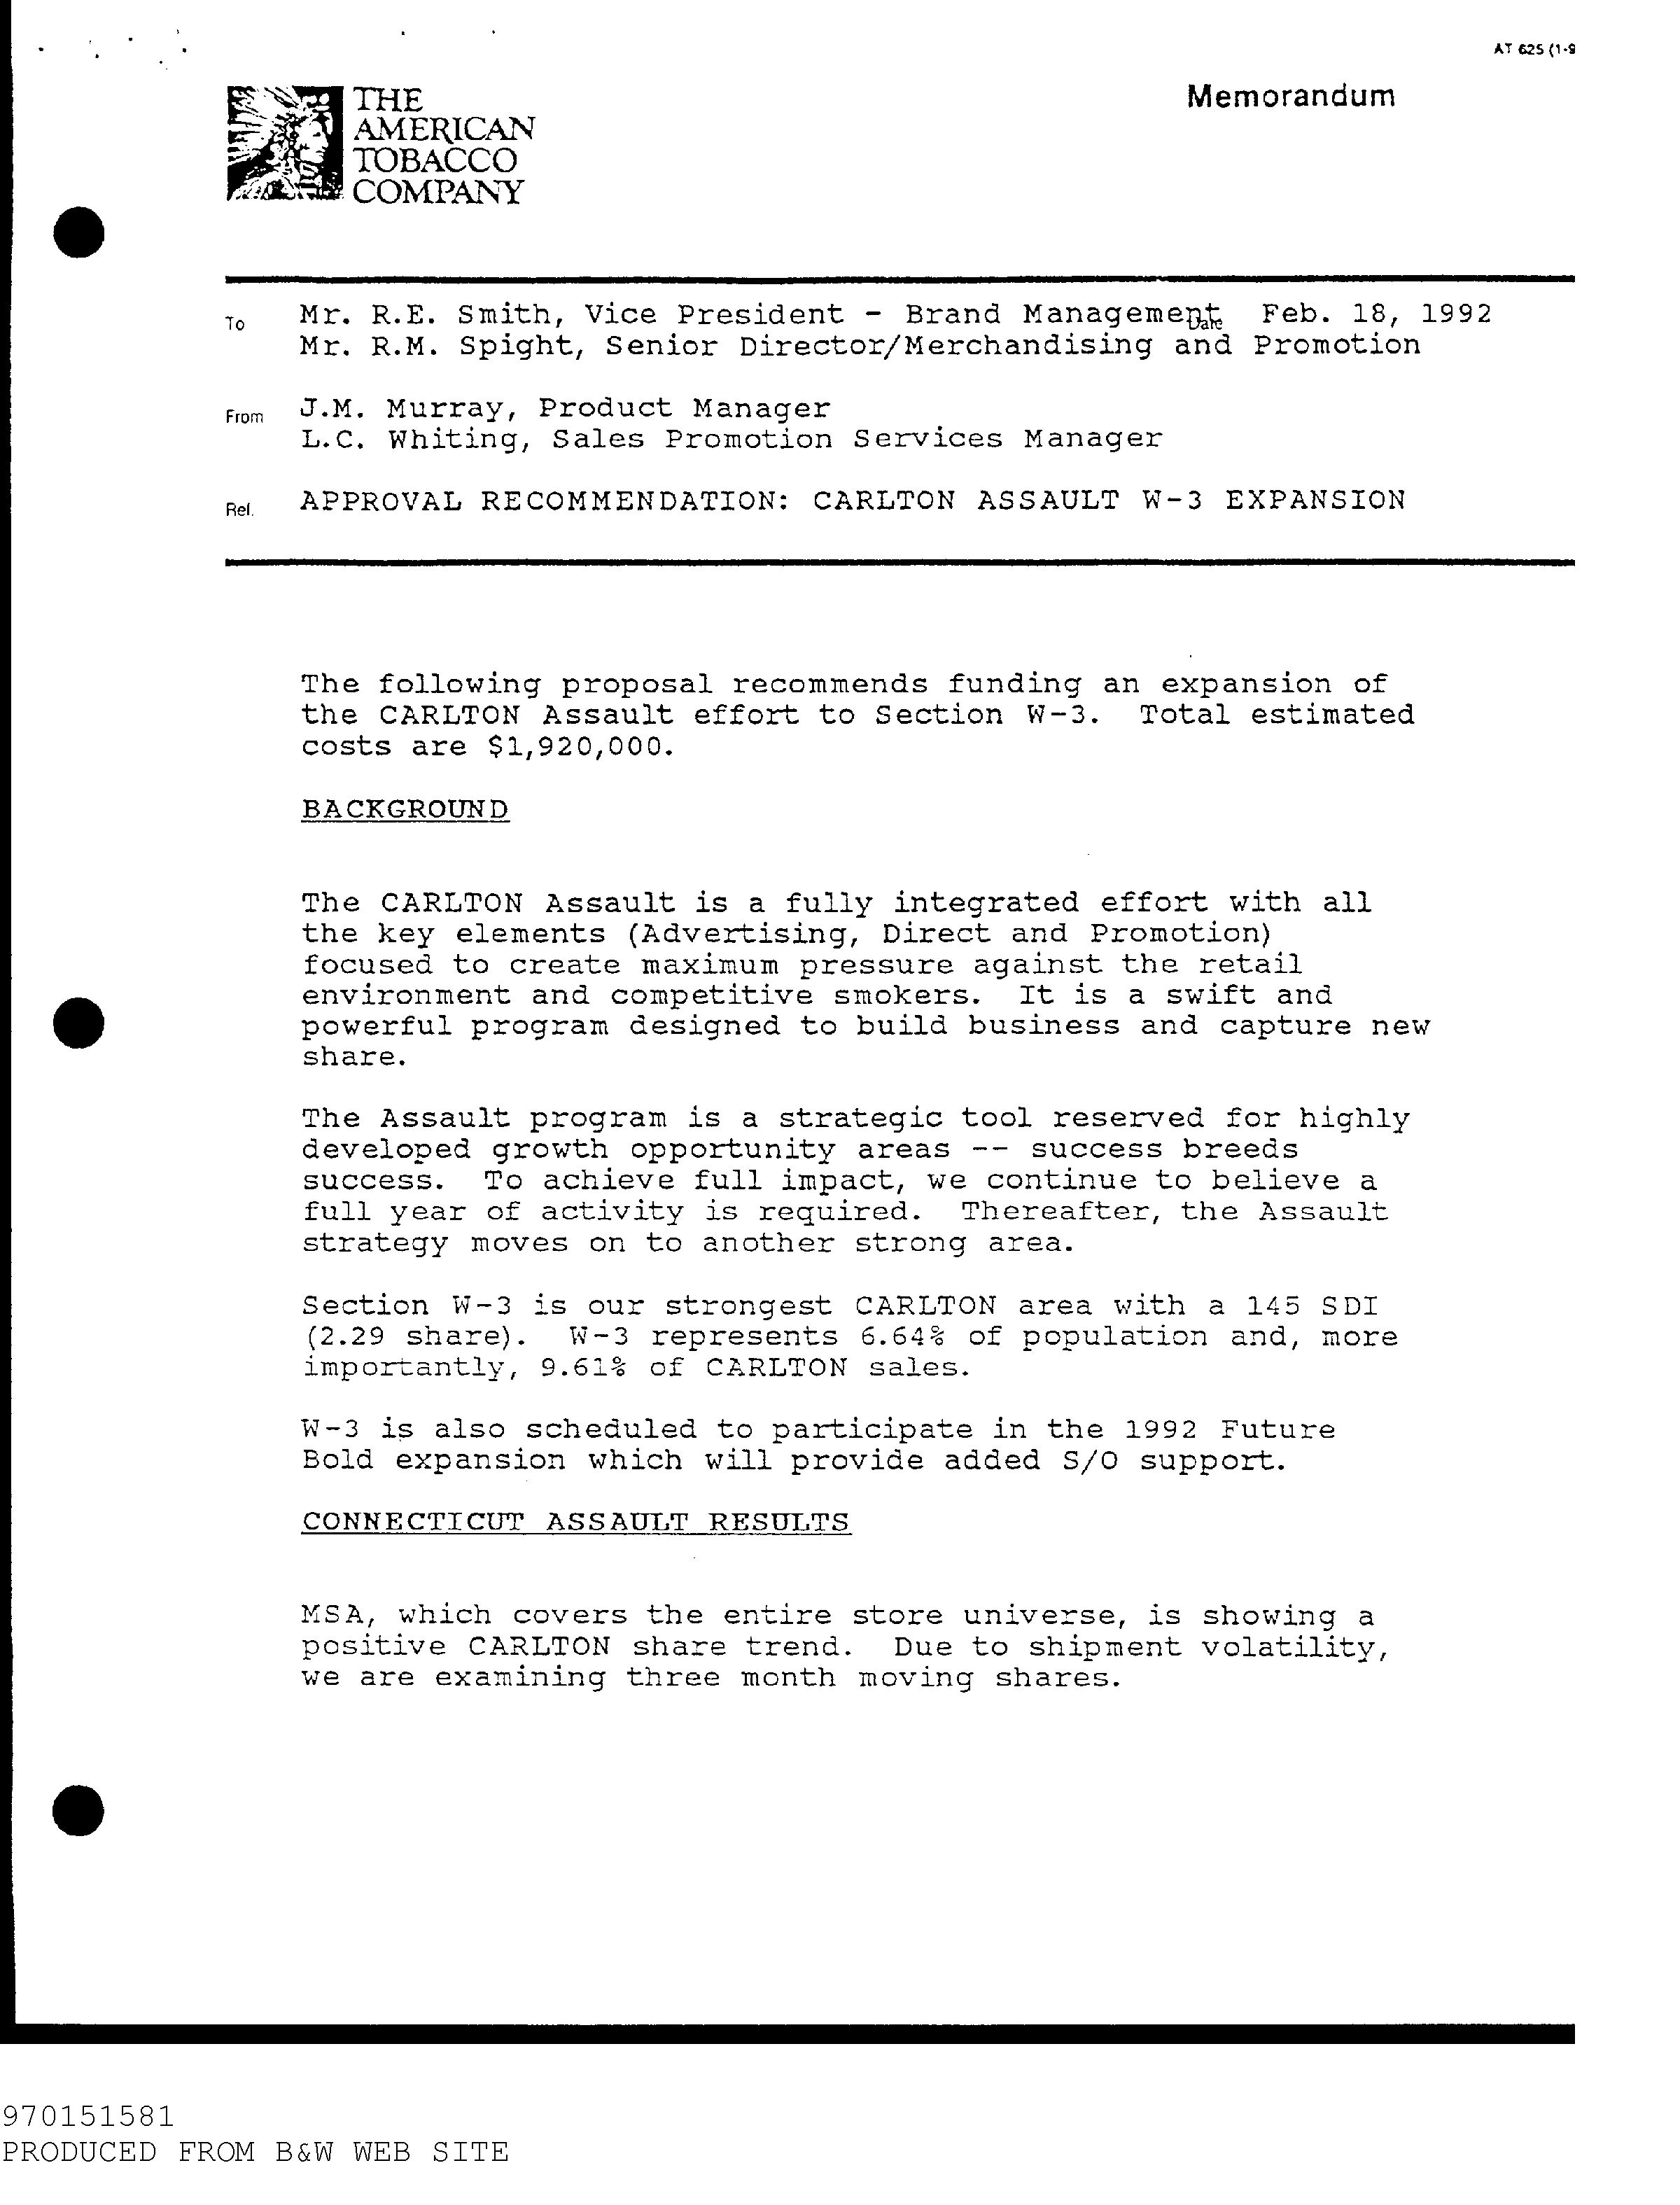 AT 625 (1-9
THE
AMERICAN
TOBACCO
COMPANY
Memorandum
To Mr. R.E. Smith, Vice President - Brand Management Date Feb. 18, 1992
Mr. R.M. Spight, Senior Director/Merchandising and Promotion
From J.M. Murray, Product Manager
L.C. Whiting, Sales Promotion Services Manager
Ref. APPROVAL RECOMMENDATION: CARLTON ASSAULT W-3 EXPANSION
The following proposal recommends funding an expansion of
the CARLTON Assault effort to Section W-3. Total estimated
costs are $1,920,000.
BACKGROUND
The CARLTON Assault is a fully integrated effort with all
the key elements (Advertising, Direct and Promotion)
focused to create maximum pressure against the retail
environment and competitive smokers. It is a swift and
powerful program designed to build business and capture new
share.
The Assault program is a strategic tool reserved for highly
developed growth opportunity areas -- success breeds
success. To achieve full impact, we continue to believe a
full year of activity is required. Thereafter, the Assault
strategy moves on to another strong area.
Section W-3 is our strongest CARLTON area with a 145 SDI
(2.29 share). W-3 represents 6.64% of population and, more
importantly, 9.61% of CARLTON sales.
W-3 is also scheduled to participate in the 1992 Future
Bold expansion which will provide added S/O support.
CONNECTICUT ASSAULT RESULTS
MSA, which covers the entire store universe, is showing a
positive CARLTON share trend. Due to shipment volatility,
we are examining three month moving shares.
970151581
PRODUCED FROM B&W WEB SITE